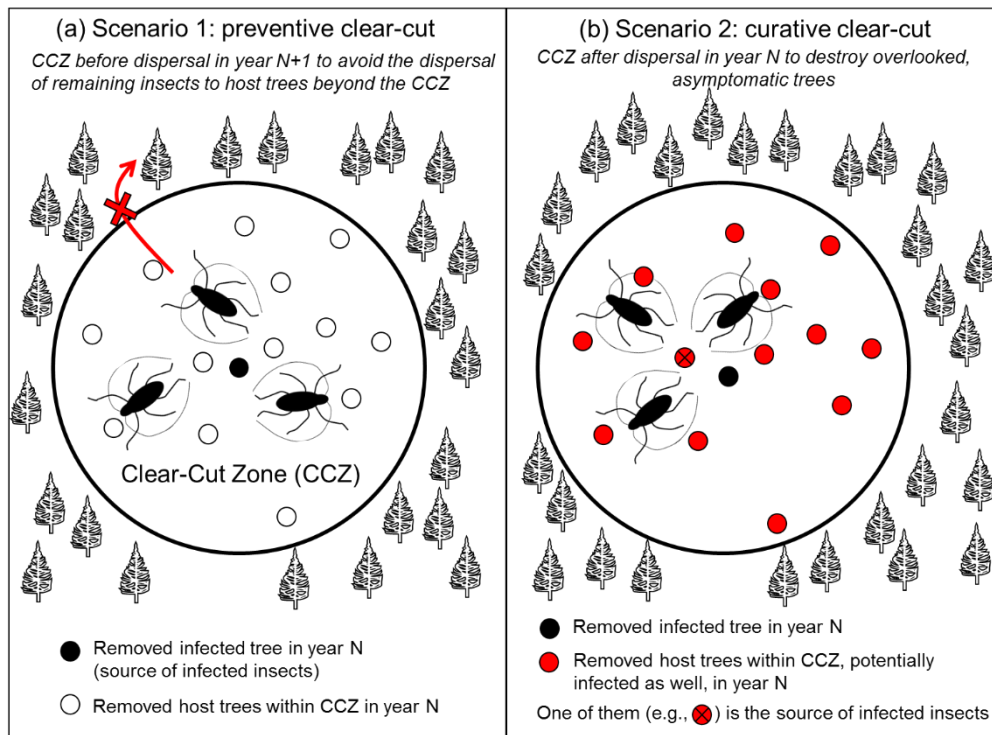 (a) Scenario 1: preventive clear-cut
CCZ before dispersal in year N+1 to avoid the dispersal
of remaining insects to host trees beyond the CCZ
Clear-Cut Zone (CCZ)
Removed infected tree in year N
(source of infected insects)
Removed host trees within CCZ in year N
(b) Scenario 2: curative clear-cut
CCZ after dispersal in year N to destroy overlooked,
asymptomatic trees
Removed infected tree in year N
Removed host trees within CCZ, potentially
infected as well, in year N
One of them (e.g., ) is the source of infected insects